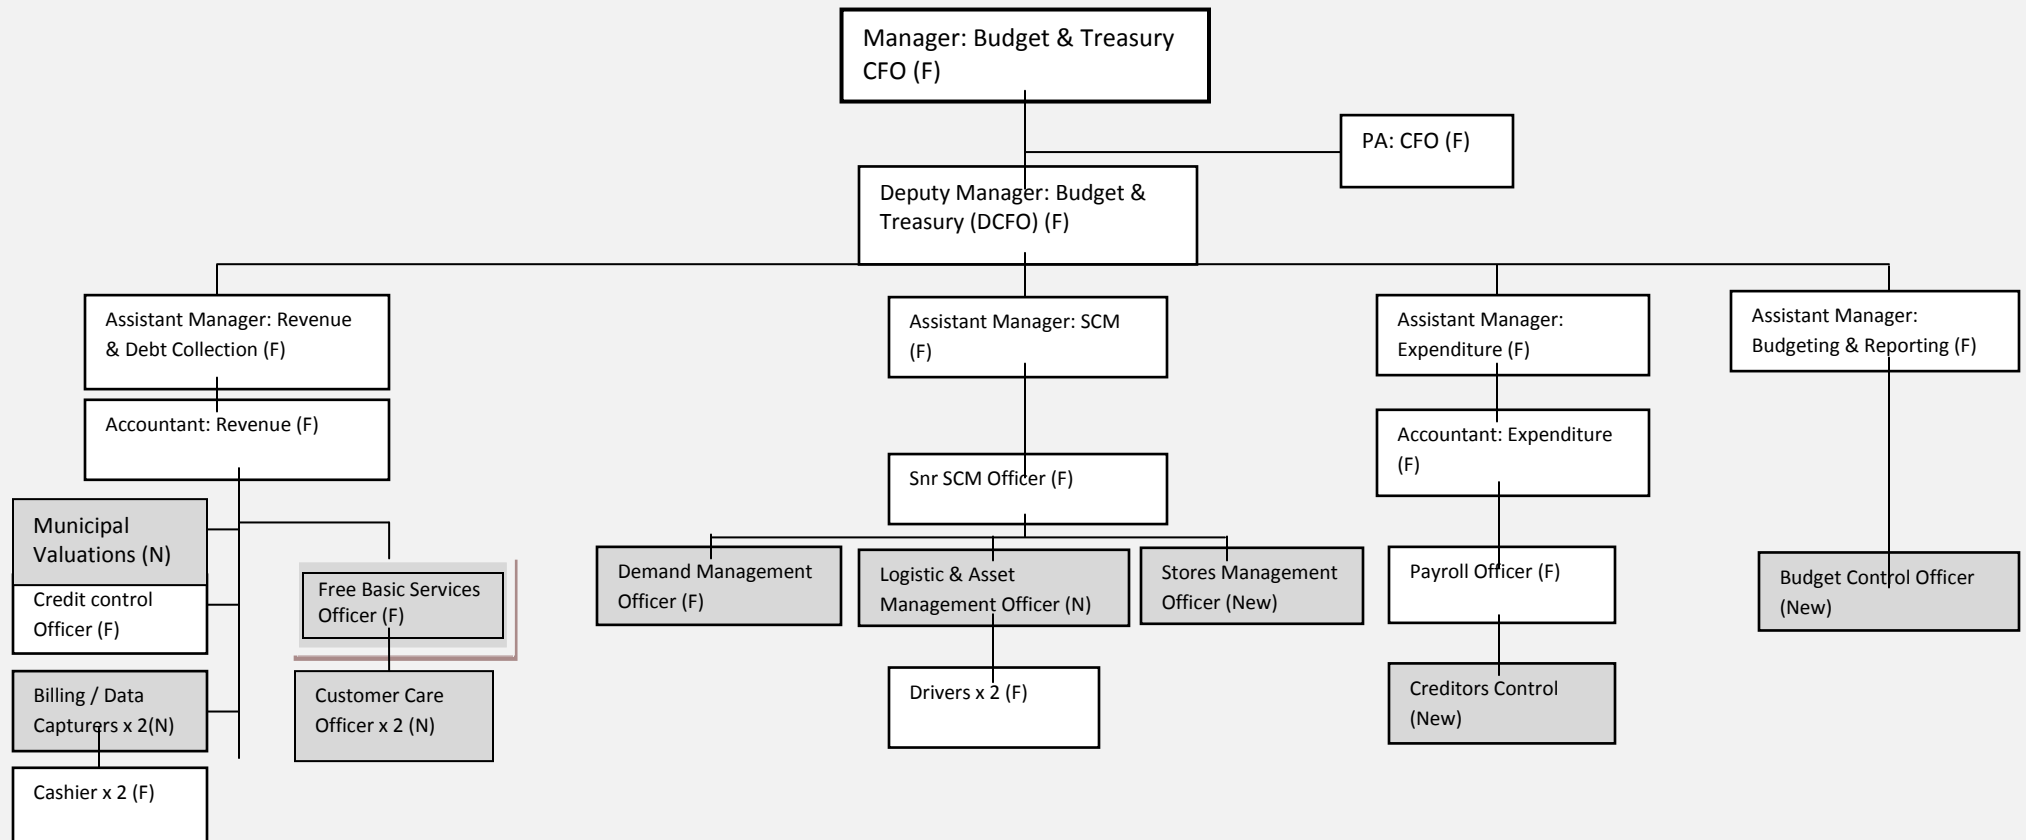 Manager: Budget & Treasury
CFO (F)
PA: CFO (F)
Deputy Manager: Budget &
Treasury (DCFO) (F)
Assistant Manager: Revenue
& Debt Collection (F)
Assistant Manager: SCM
(F)
Assistant Manager:
Expenditure (F)
Assistant Manager:
Budgeting & Reporting (F)
Accountant: Revenue (F)
Accountant: Expenditure
(F)
Snr SCM Officer (F)
Municipal
Valuations (N)
Credit control
Officer (F)
Free Basic Services
Officer (F)
Demand Management
Officer (F)
Logistic & Asset
Management Officer (N)
Stores Management
Officer (New)
Payroll Officer (F)
Budget Control Officer
(New)
Billing / Data
Capturers x 2(N)
Customer Care
Officer x 2 (N)
Drivers x 2 (F)
Creditors Control
(New)
Cashier x 2 (F)